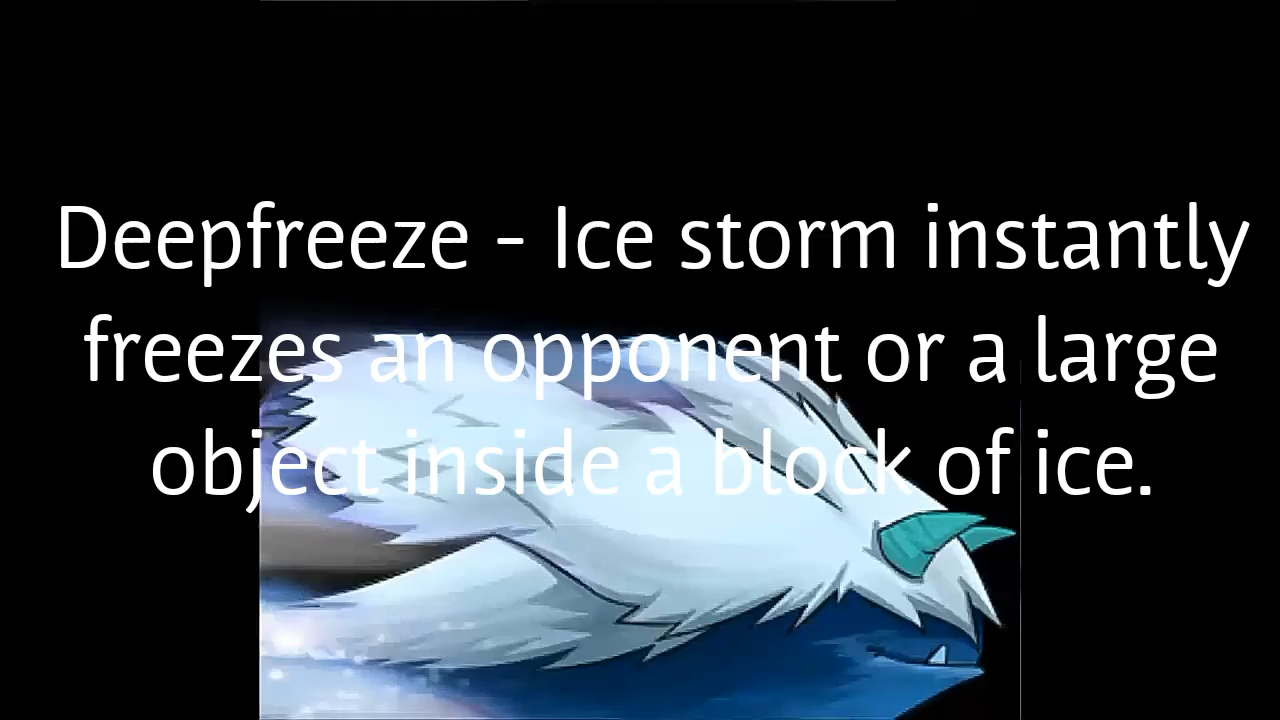 Deepfreeze - Ice storm instantly
freezes an opponent or a large
object inside a block of ice.